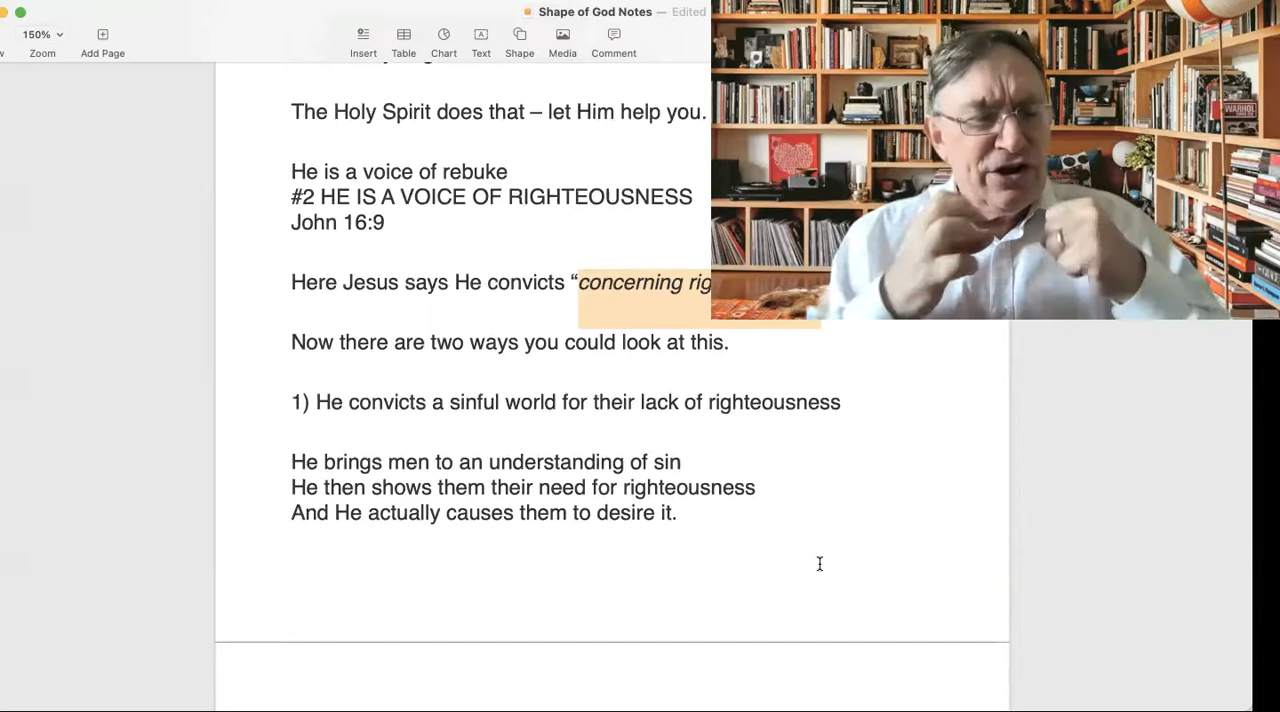 Shape of God Notes — Edited
150%
Zoom
Add Page
Insert
Table
Chart
Text
Shape
Media
Comment
The Holy Spirit does that – let Him help you.
He is a voice of rebuke
#2 HE IS A VOICE OF RIGHTEOUSNESS
John 16:9
Here Jesus says He convicts “concerning rig
Now there are two ways you could look at this.
1) He convicts a sinful world for their lack of righteousness
He brings men to an understanding of sin
He then shows them their need for righteousness
And He actually causes them to desire it.
WARHOL